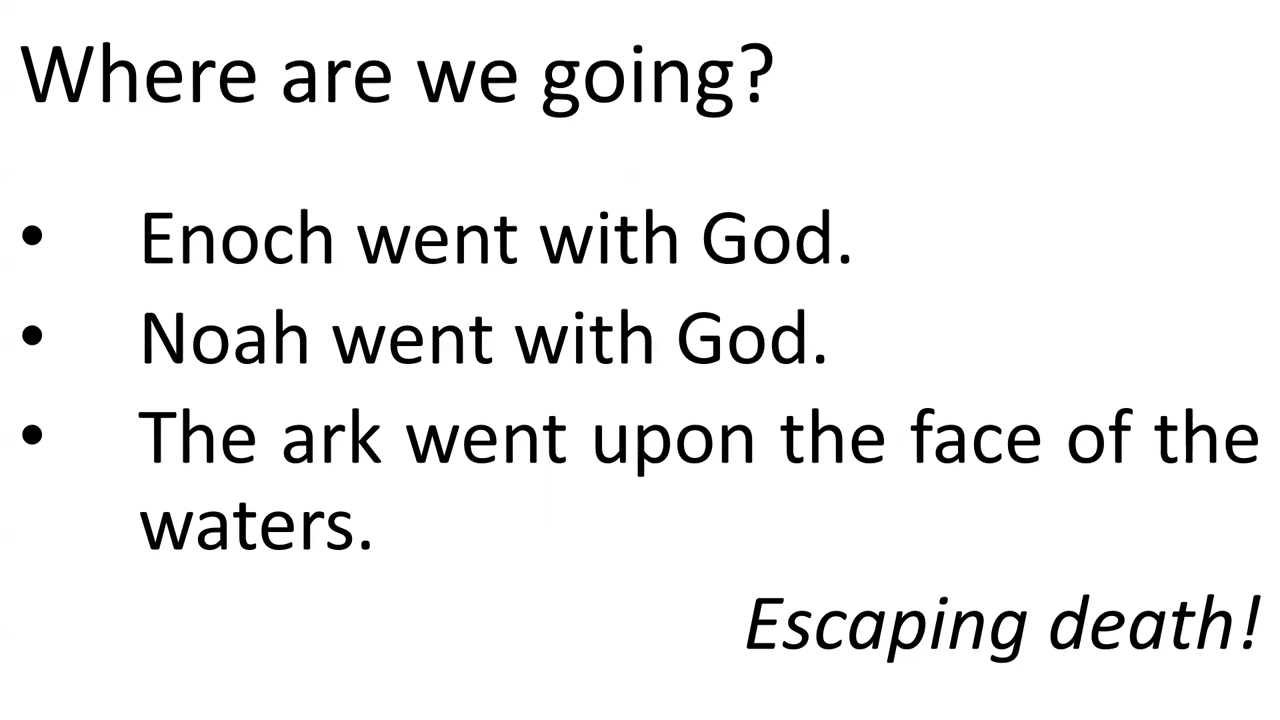 Where are we going?
• Enoch went with God.
• Noah went with God.
• The ark went upon the face of the
waters.
Escaping death!